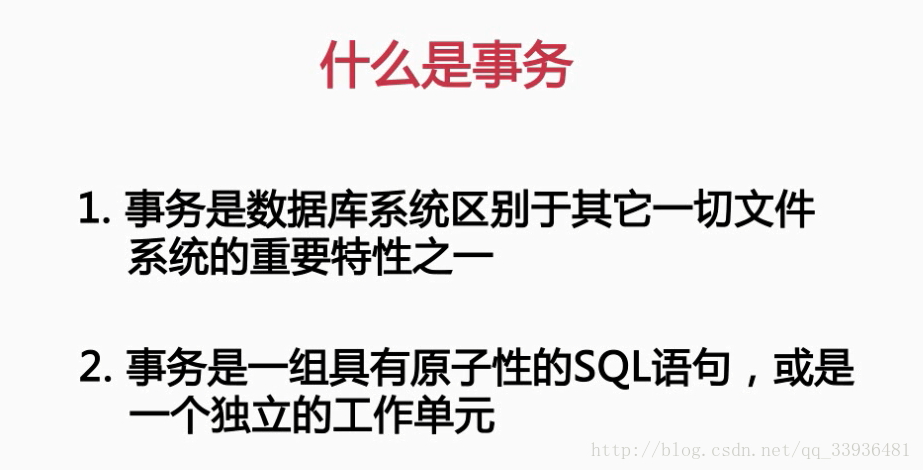 什么是事务
1. 事务是数据库系统区别于其它一切文件
系统的重要特性之一
2. 事务是一组具有原子性的SQL语句，或是
一个独立的工作单元
http://blog.csdn.net/qq_33936481